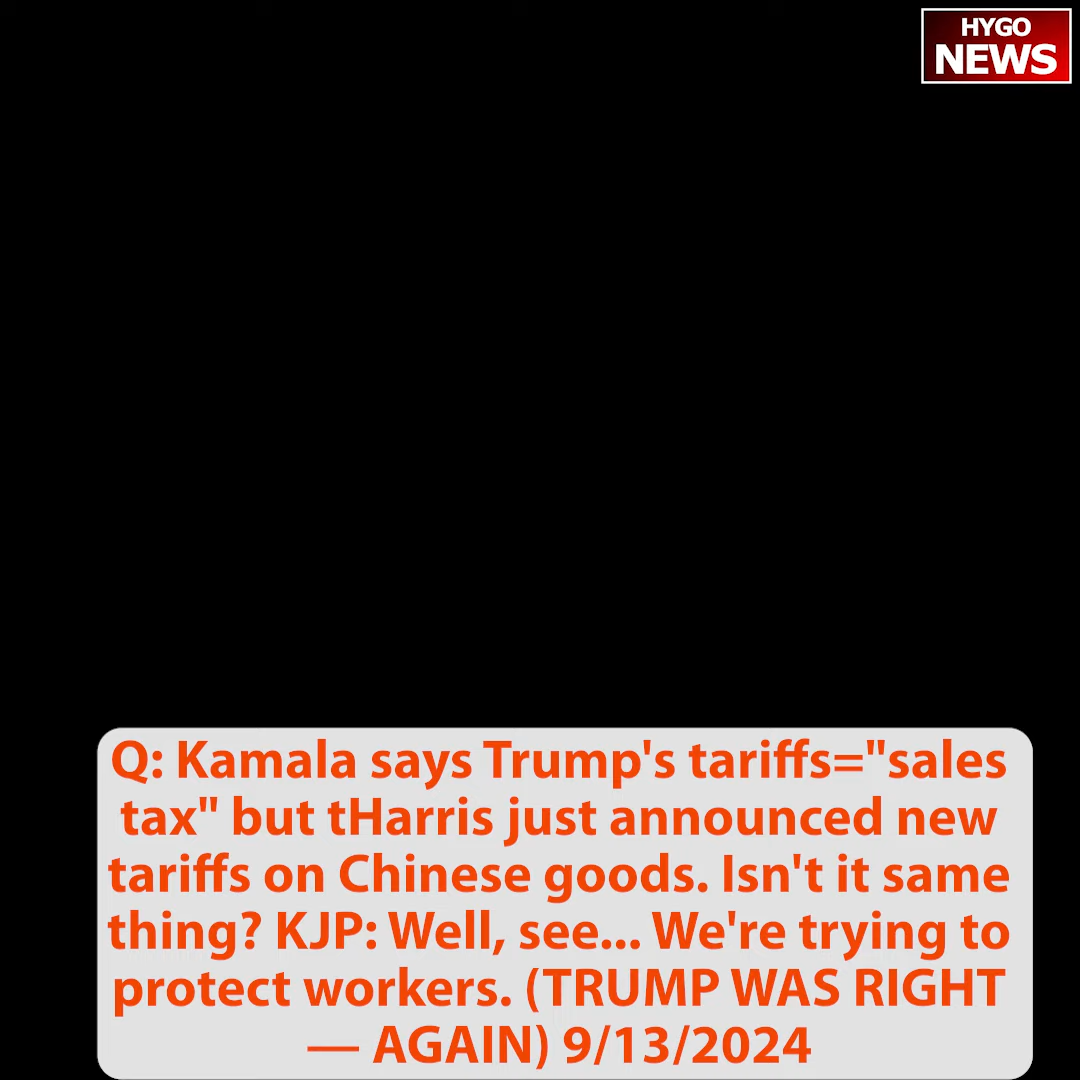 HYGO
NEWS
Q: Kamala says Trump's tariffs="sales
tax" but tHarris just announced new
tariffs on Chinese goods. Isn't it same
thing? KJP: Well, see... We're trying to
protect workers. (TRUMP WAS RIGHT
— AGAIN) 9/13/2024